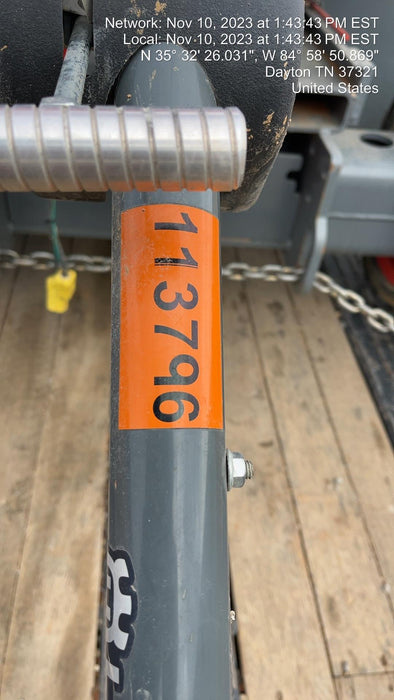 Network: Nov 10, 2023 at 1:43:43 PM EST
Local: Nov 10, 2023 at 1:43:43 PM EST
N 35° 32' 26.031", W 84° 58' 50.869"
Dayton TN 37321
United States
113796